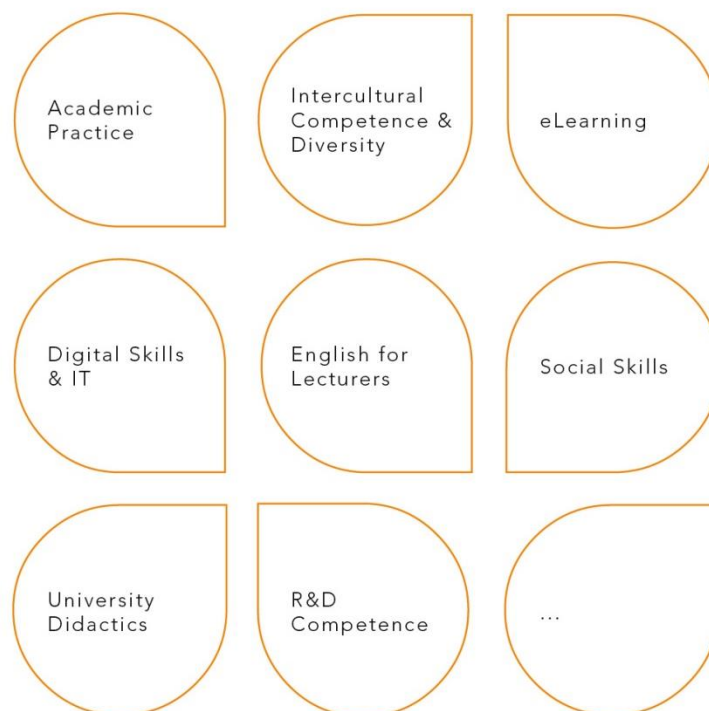 Academic
Practice
Intercultural
Competence &
Diversity
eLearning
Digital Skills
& IT
English for
Lecturers
Social Skills
University
Didactics
R&D
Competence
...